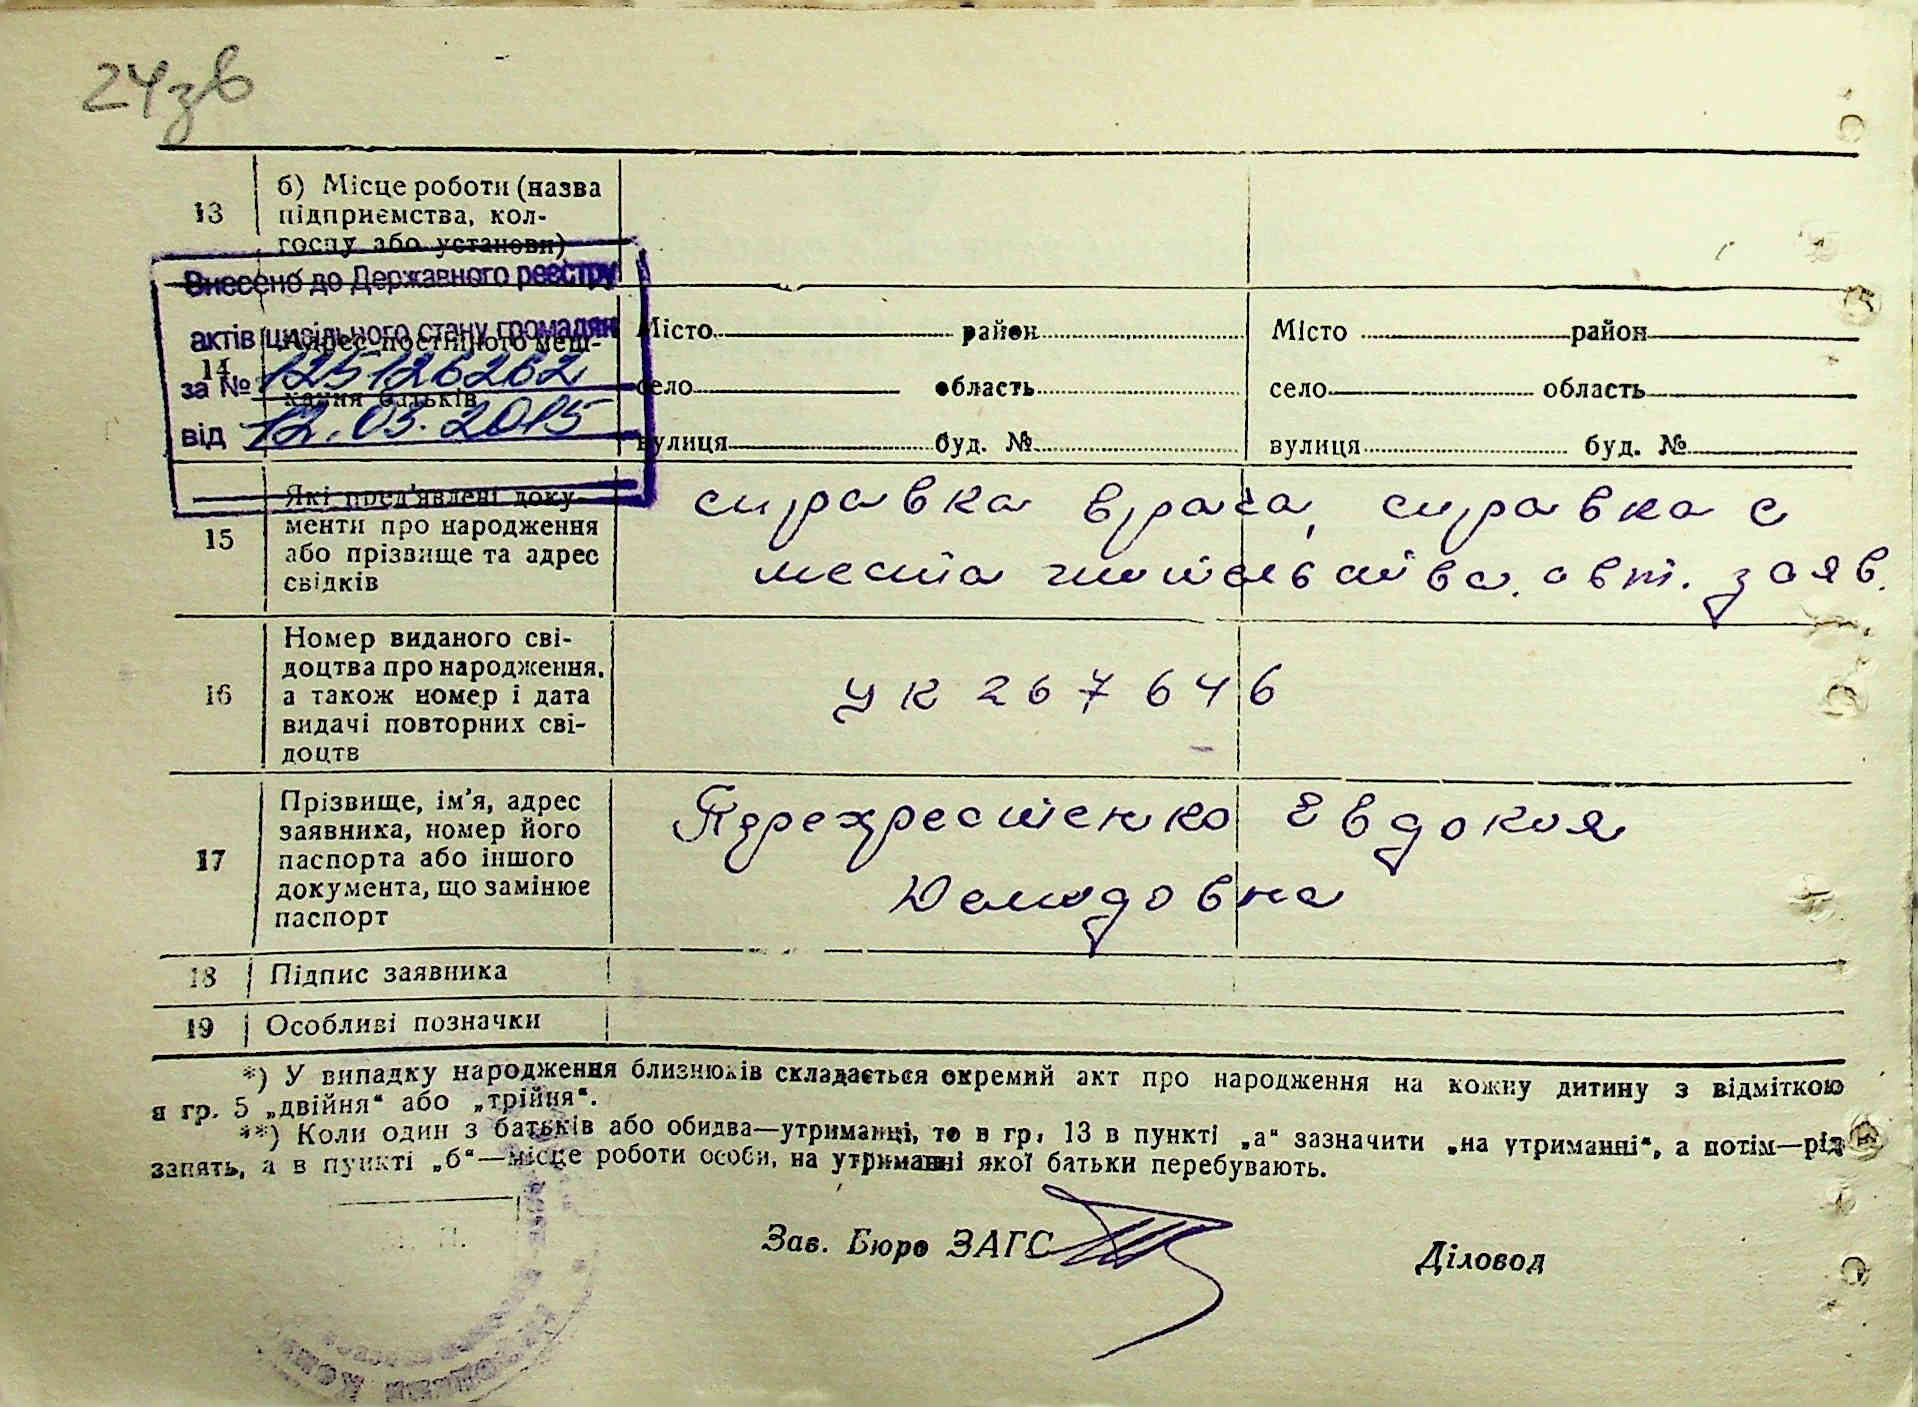 24зв
13
б) Місце роботи (назва
підприємства, кол-
госпу або установи)
Внесено до Державного реєстру
актів цивільного стану громадян
за № 125126262
від 12.03.2015
14
Адрес постійного меш-
кання батьків
Місто район
село область
вулиця буд. №
Місто район
село область
вулиця буд. №
15
Які пред'явлені доку-
менти про народження
або прізвище та адрес
свідків
справка врача, справка с
места жительства. авт. заяв.
16
Номер виданого сві-
доцтва про народження,
а також номер і дата
видачі повторних сві-
доцтв
УК 267646
17
Прізвище, ім'я, адрес
заявника, номер його
паспорта або іншого
документа, що замінює
паспорт
Перехрестенко Евдокия
Демидовна
18 Підпис заявника
19 Особливі позначки
*) У випадку народження близнюків складається окремий акт про народження на кожну дитину з відміткою
в гр. 5 „двійня“ або „трійня“.
**) Коли один з батьків або обидва—утриманці, то в гр. 13 в пункті „а“ зазначити „на утриманні“, а потім—рід
занять, а в пункті „б“—місце роботи особи, на утриманні якої батьки перебувають.
Зав. Бюро ЗАГС
Діловод